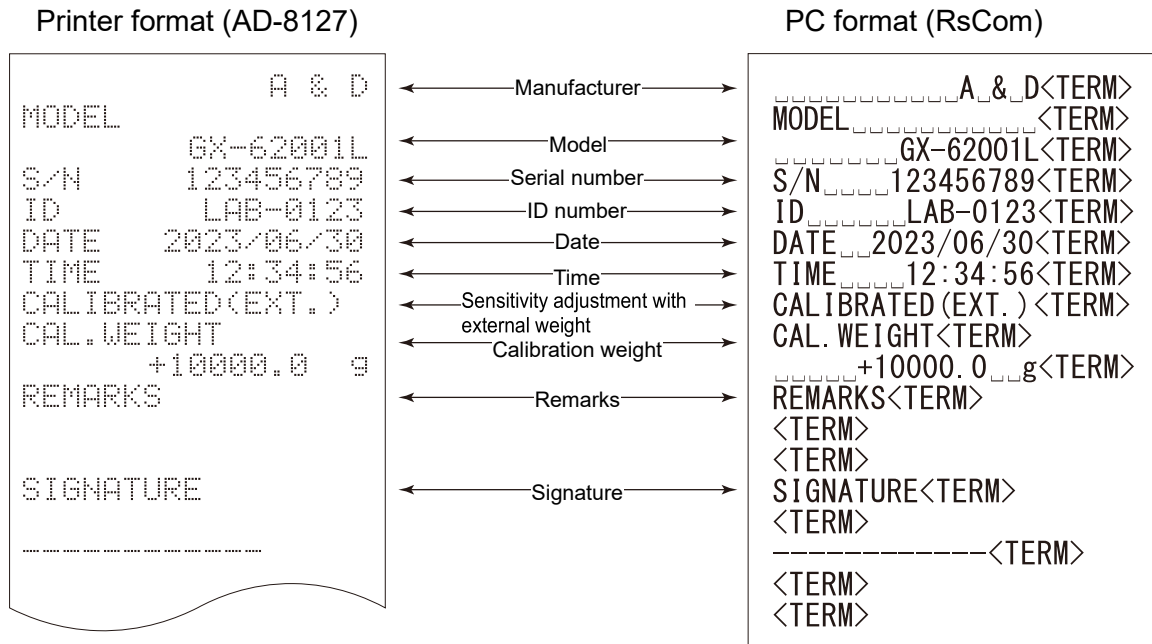 Printer format (AD-8127)
PC format (RsCom)
A & D
MODEL
GX-62001L
S/N 123456789
ID LAB-0123
DATE 2023/06/30
TIME 12:34:56
CALIBRATED(EXT.)
CAL.WEIGHT
+10000.0 g
REMARKS
SIGNATURE
-------------
Manufacturer
Model
Serial number
ID number
Date
Time
Sensitivity adjustment with
external weight
Calibration weight
Remarks
Signature
␣␣␣␣␣␣␣␣␣␣␣A␣&␣D<TERM>
MODEL␣␣␣␣␣␣␣␣␣␣␣<TERM>
␣␣␣␣␣␣␣GX-62001L<TERM>
S/N␣␣␣␣123456789<TERM>
ID␣␣␣␣␣␣LAB-0123<TERM>
DATE␣␣2023/06/30<TERM>
TIME␣␣␣␣12:34:56<TERM>
CALIBRATED(EXT.)<TERM>
CAL.WEIGHT<TERM>
␣␣␣␣␣+10000.0␣␣g<TERM>
REMARKS<TERM>
<TERM>
<TERM>
SIGNATURE<TERM>
<TERM>
-------------<TERM>
<TERM>
<TERM>